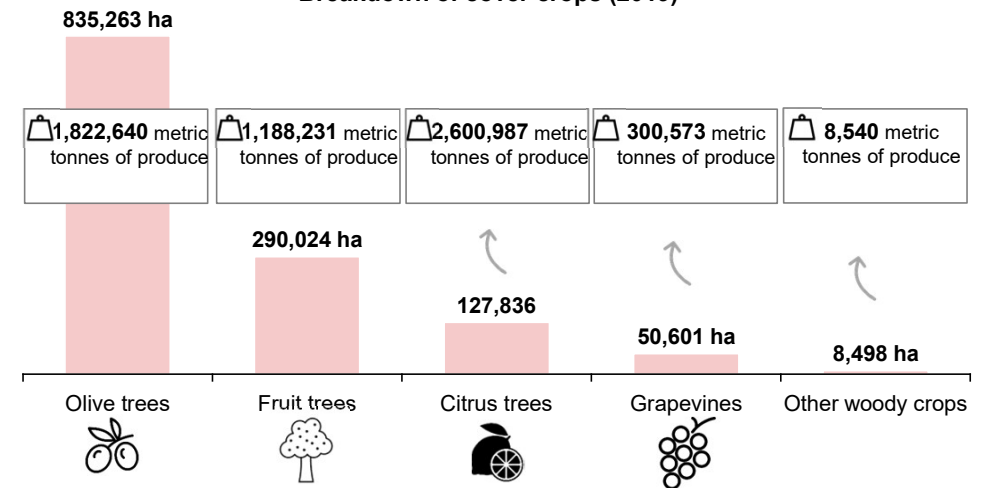 835,263 ha
1,822,640 metric
tonnes of produce
1,188,231 metric
tonnes of produce
2,600,987 metric
tonnes of produce
300,573 metric
tonnes of produce
8,540 metric
tonnes of produce
290,024 ha
127,836
50,601 ha
8,498 ha
Olive trees
Fruit trees
Citrus trees
Grapevines
Other woody crops